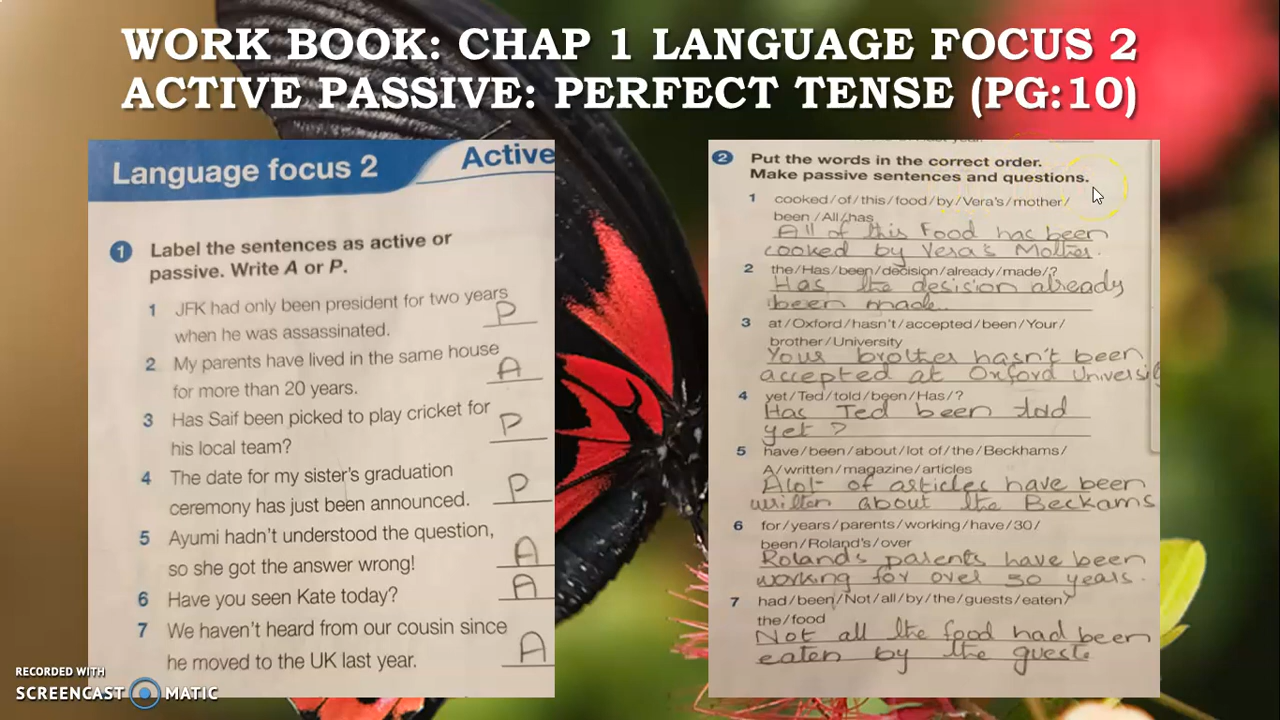 WORK BOOK: CHAP 1 LANGUAGE FOCUS 2
ACTIVE PASSIVE: PERFECT TENSE (PG:10)
Language focus 2
Active
1 Label the sentences as active or
passive. Write A or P.
1 JFK had only been president for two years
when he was assassinated. P
2 My parents have lived in the same house
for more than 20 years. A
3 Has Saif been picked to play cricket for
his local team? P
4 The date for my sister's graduation
ceremony has just been announced. P
5 Ayumi hadn't understood the question,
so she got the answer wrong! A
6 Have you seen Kate today? A
7 We haven't heard from our cousin since
he moved to the UK last year. A
2 Put the words in the correct order.
Make passive sentences and questions.
1 cooked/of/this/food/by/Vera's/mother/
been/All/has
All of this Food has been
cooked by Vera's Mother.
2 the/Has/been/decision/already/made/?
Has the decision already
been made.
3 at/Oxford/hasn't/accepted/been/Your/
brother/University
Your brother hasn't been
accepted at Oxford Universit
4 yet/Ted/told/been/Has/?
Has Ted been told
yet ?
5 have/been/about/lot of/the/Beckhams/
A/written/magazine/articles
Alot of articles have been
written about the Beckams
6 for/years/parents/working/have/30/
been/Roland's/over
Roland's parents have been
working for over 30 years.
7 had/been/Not/all/by/the/guests/eaten/
the/food
Not all the food had been
eaten by the guests.
RECORDED WITH
SCREENCAST MATIC